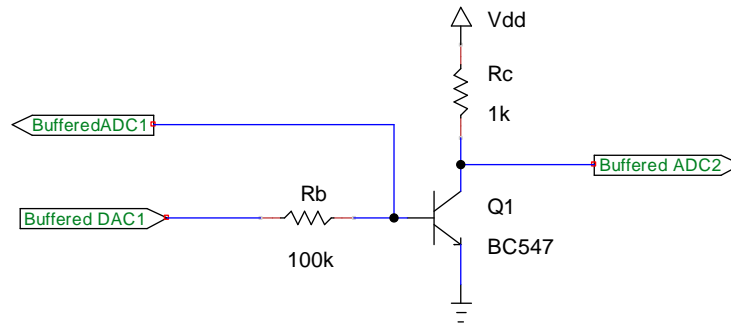 Vdd
Rc
1k
BufferedADC1
Buffered ADC2
Rb
Buffered DAC1
Q1
100k
BC547